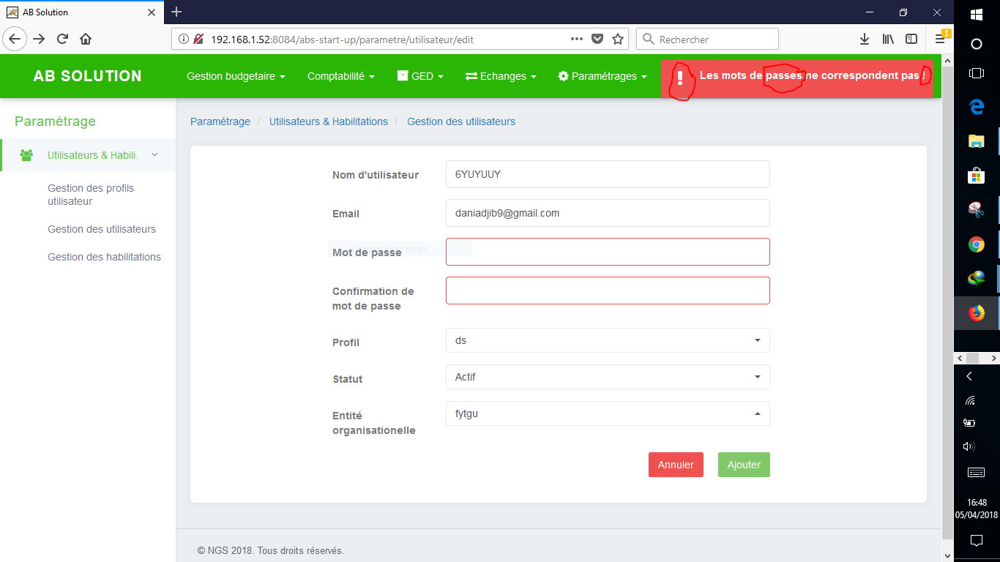 AB Solution
192.168.1.52:8084/abs-start-up/parametre/utilisateur/edit
Rechercher
AB SOLUTION
Gestion budgetaire
Comptabilité
GED
Echanges
Paramétrages
! Les mots de passes ne correspondent pas !
Paramétrage
Utilisateurs & Habili.
Gestion des profils
utilisateur
Gestion des utilisateurs
Gestion des habilitations
Paramétrage / Utilisateurs & Habilitations / Gestion des utilisateurs
Nom d'utilisateur
6YUYUUY
Email
daniadjib9@gmail.com
Mot de passe
écran
Confirmation de
mot de passe
Profil
ds
Statut
Actif
Entité
organisationelle
fytgu
Annuler
Ajouter
© NGS 2018. Tous droits réservés.
16:48
05/04/2018